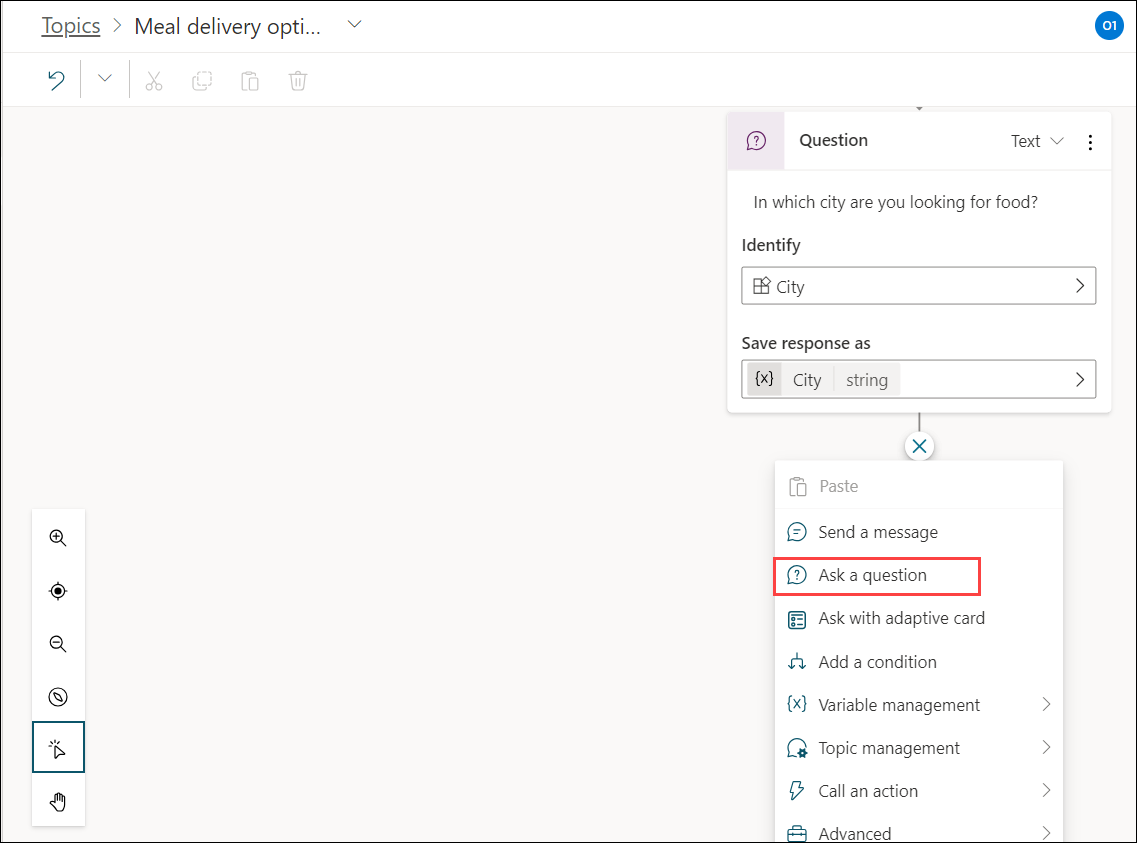 Topics > Meal delivery opti...
O1
Question
Text
In which city are you looking for food?
Identify
City
Save response as
{x} City string
Paste
Send a message
Ask a question
Ask with adaptive card
Add a condition
{x} Variable management
Topic management
Call an action
Advanced